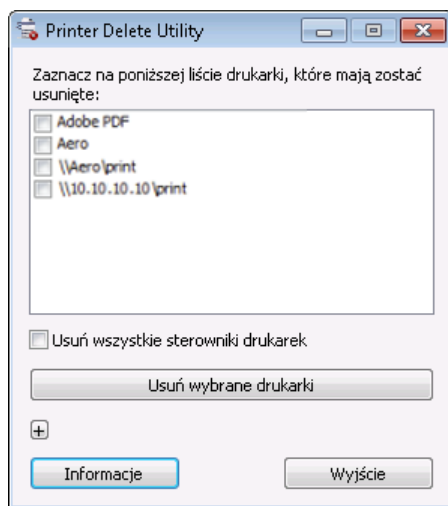 Printer Delete Utility
Zaznacz na poniższej liście drukarki, które mają zostać
usunięte:
Adobe PDF
Aero
\\Aero\print
\\10.10.10.10\print
Usuń wszystkie sterowniki drukarek
Usuń wybrane drukarki
Informacje
Wyjście